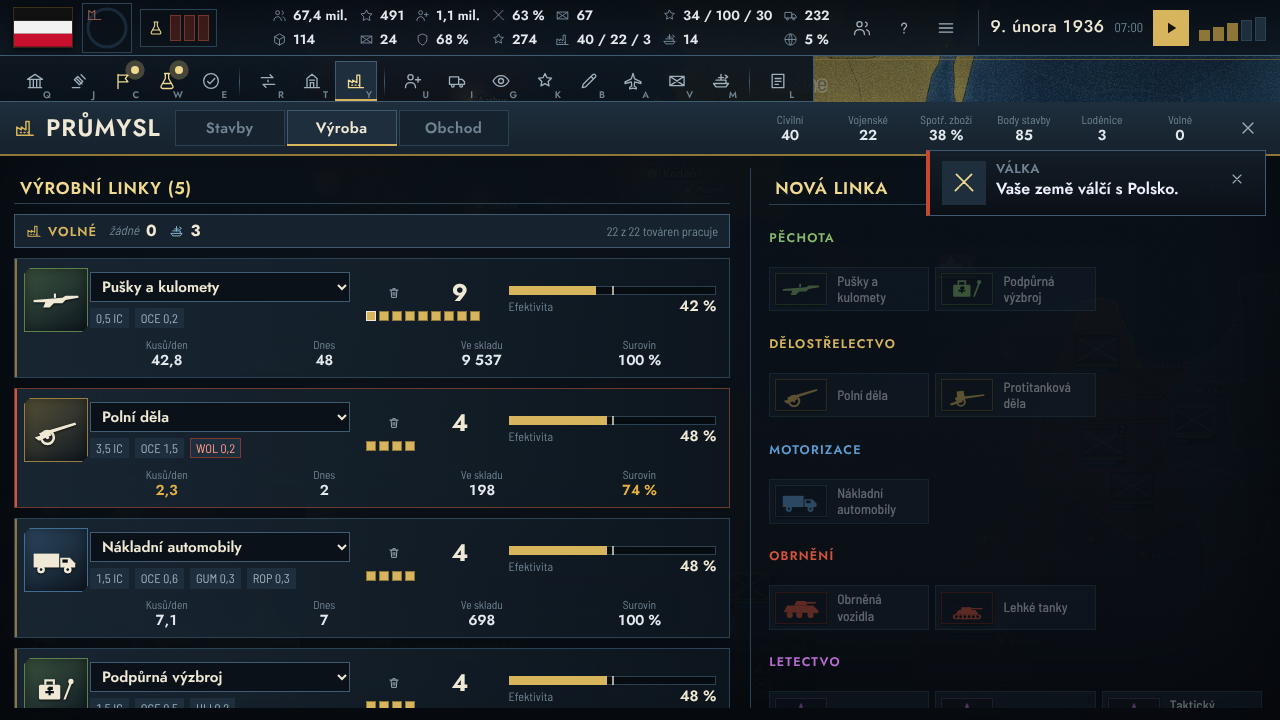 67,4 mil. 491 1,1 mil. 63 % 67 34 / 100 / 30 232
114 24 68 % 274 40 / 22 / 3 14 5 %
? 9. února 1936 07:00
Q J C W E R T Y U I G K B A V M L
PRŮMYSL Stavby Výroba Obchod
Civilní Vojenské Spotř. zboží Body stavby Loděnice Volné
40 22 38 % 85 3 0
VÁLKA
Vaše země válčí s Polsko.
VÝROBNÍ LINKY (5)
VOLNÉ žádné 0 3 22 z 22 továren pracuje
Pušky a kulomety 9
0,5 IC OCE 0,2
Efektivita 42 %
Kusů/den Dnes Ve skladu Surovin
42,8 48 9 537 100 %
Polní děla 4
3,5 IC OCE 1,5 WOL 0,2
Efektivita 48 %
Kusů/den Dnes Ve skladu Surovin
2,3 2 198 74 %
Nákladní automobily 4
1,5 IC OCE 0,6 GUM 0,3 ROP 0,3
Efektivita 48 %
Kusů/den Dnes Ve skladu Surovin
7,1 7 698 100 %
Podpůrná výzbroj 4
Efektivita 48 %
NOVÁ LINKA
PĚCHOTA
Pušky a kulomety
Podpůrná výzbroj
DĚLOSTŘELECTVO
Polní děla
Protitanková děla
MOTORIZACE
Nákladní automobily
OBRNĚNÍ
Obrněná vozidla
Lehké tanky
LETECTVO
Taktický